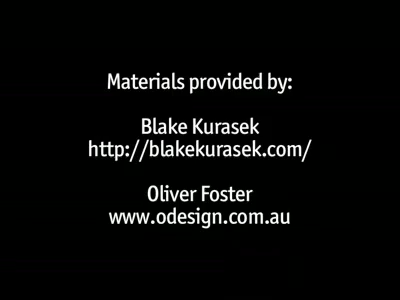 Materials provided by:
Blake Kurasek
http://blakekurasek.com/
Oliver Foster
www.odesign.com.au